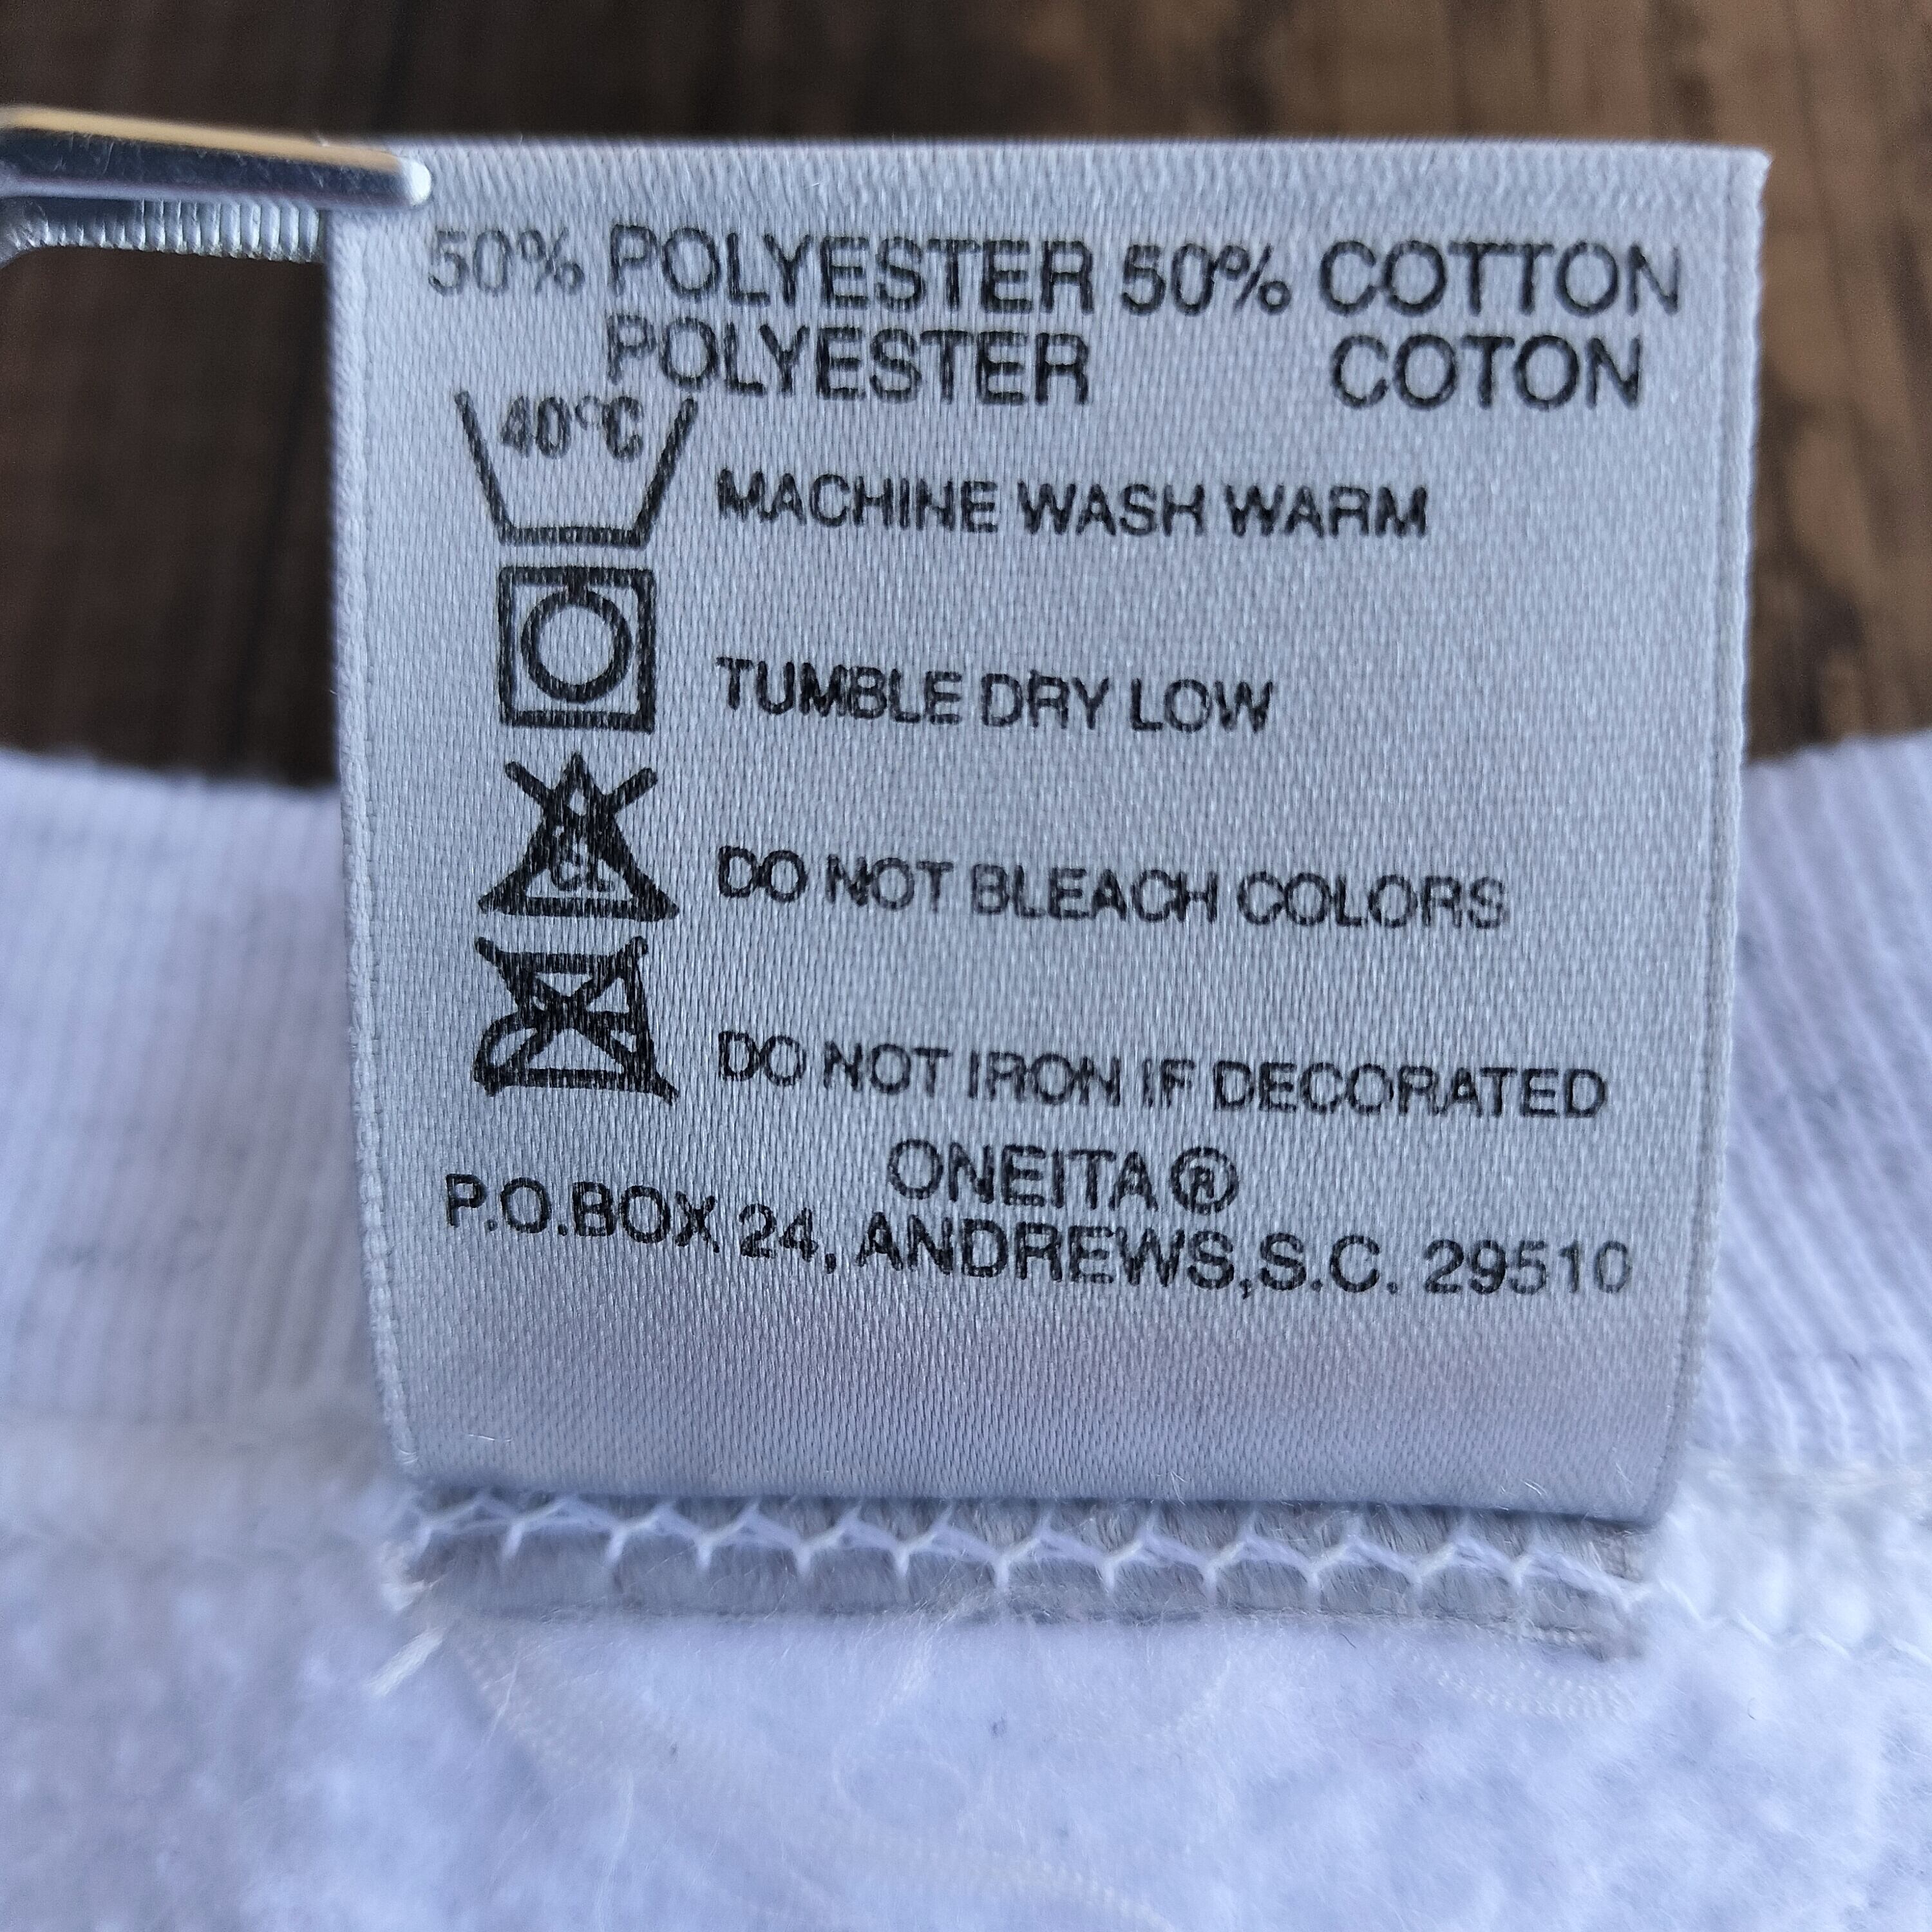 50% POLYESTER 50% COTTON
POLYESTER COTON
40°C
MACHINE WASH WARM
TUMBLE DRY LOW
CL
DO NOT BLEACH COLORS
DO NOT IRON IF DECORATED
ONEITA®
P.O.BOX 24, ANDREWS,S.C. 29510